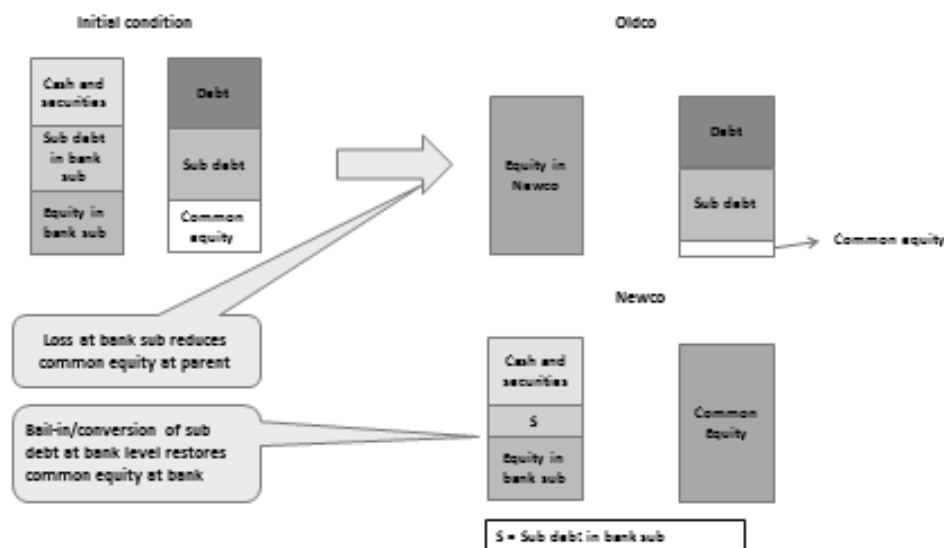 Initial condition
Oldco
Cash and
securities
Sub debt
in bank
sub
Equity in
bank sub
Debt
Sub debt
Common
equity
Equity in
Newco
Debt
Sub debt
Common equity
Loss at bank sub reduces
common equity at parent
Newco
Bail-in/conversion of sub
debt at bank level restores
common equity at bank
Cash and
securities
S
Equity in
bank sub
Common
Equity
S = Sub debt in bank sub